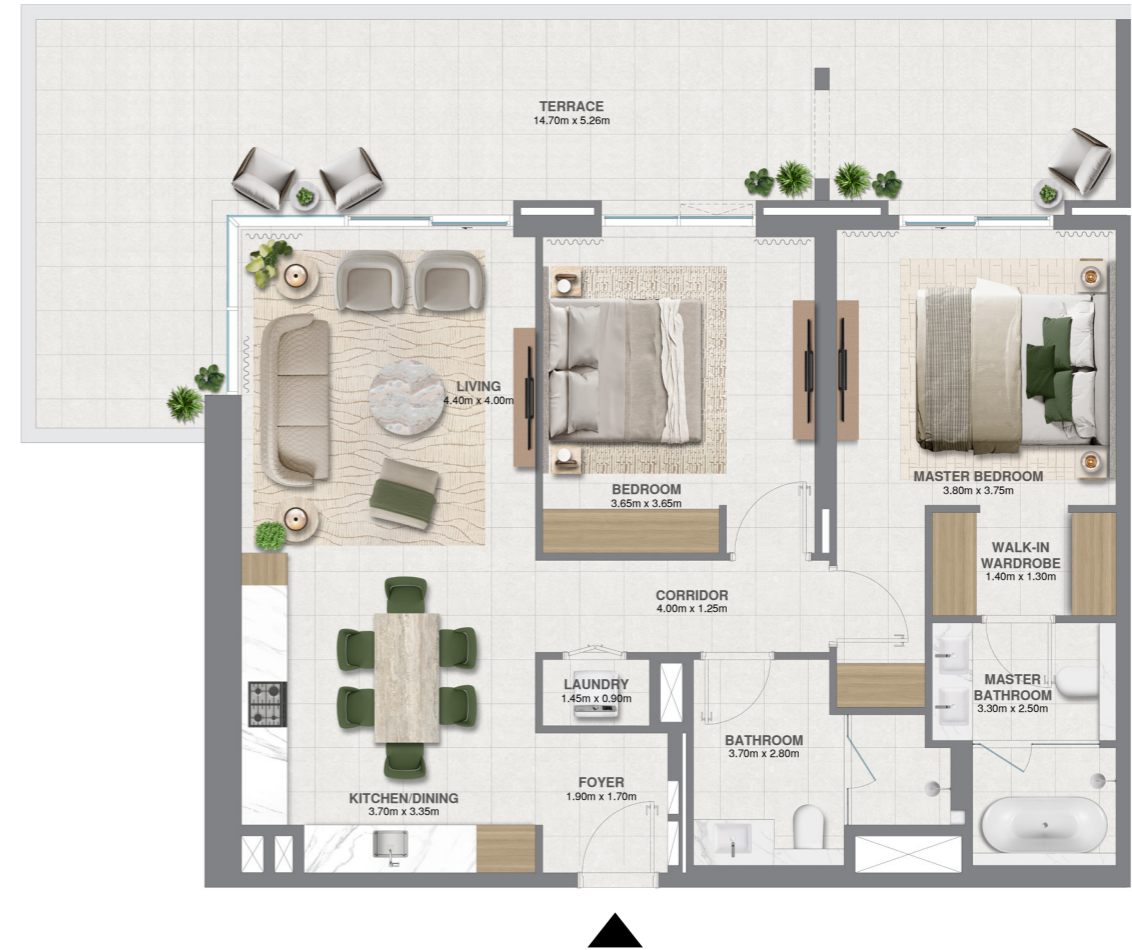 TERRACE
14.70m x 5.26m
LIVING
4.40m x 4.00m
BEDROOM
3.65m x 3.65m
MASTER BEDROOM
3.80m x 3.75m
WALK-IN
WARDROBE
1.40m x 1.30m
CORRIDOR
4.00m x 1.25m
LAUNDRY
1.45m x 0.90m
MASTER
BATHROOM
3.30m x 2.50m
BATHROOM
3.70m x 2.80m
FOYER
1.90m x 1.70m
KITCHEN/DINING
3.70m x 3.35m